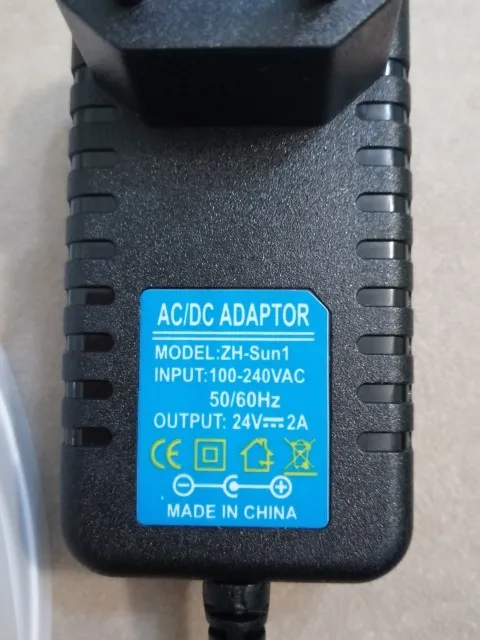 AC/DC ADAPTOR
MODEL:ZH-Sun1
INPUT:100-240VAC
50/60Hz
OUTPUT: 24V⎓2A
CE
MADE IN CHINA